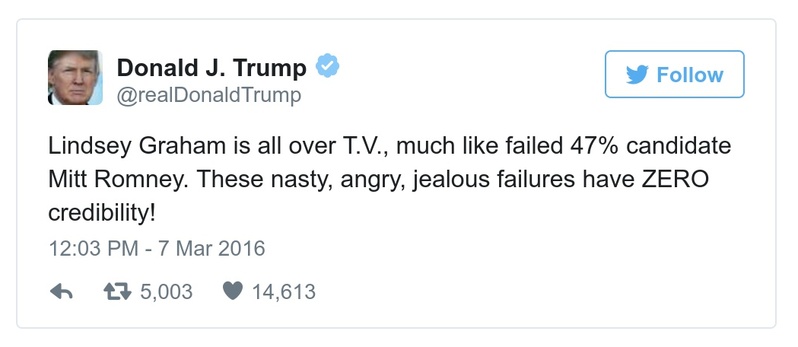 Donald J. Trump
@realDonaldTrump
Follow
Lindsey Graham is all over T.V., much like failed 47% candidate
Mitt Romney. These nasty, angry, jealous failures have ZERO
credibility!
12:03 PM - 7 Mar 2016
5,003 14,613